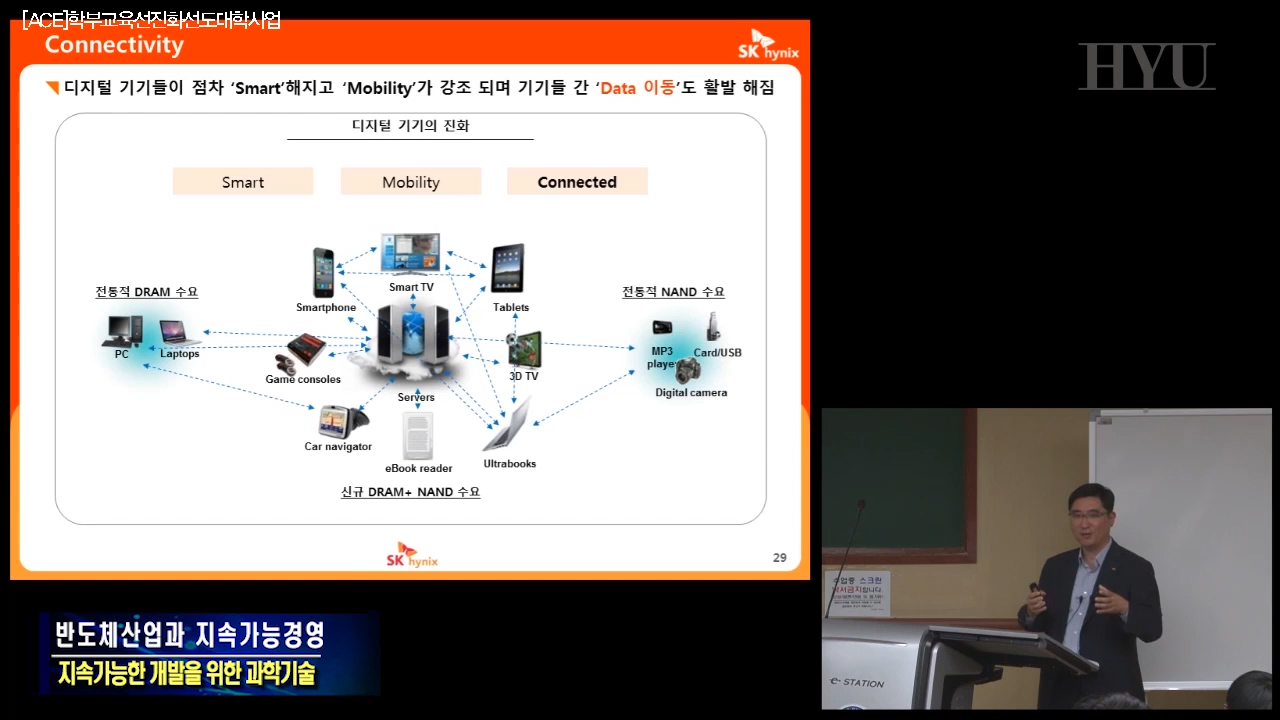 [ACE]학부교육선진화선도대학사업
Connectivity
SK hynix
HYU
디지털 기기들이 점차 ‘Smart’해지고 ‘Mobility’가 강조 되며 기기들 간 ‘Data 이동’도 활발 해짐
디지털 기기의 진화
Smart
Mobility
Connected
전통적 DRAM 수요
PC
Laptops
Smartphone
Smart TV
Tablets
Game consoles
Servers
3D TV
Car navigator
eBook reader
Ultrabooks
신규 DRAM+ NAND 수요
전통적 NAND 수요
MP3
player
Card/USB
Digital camera
SK hynix
29
반도체산업과 지속가능경영
지속가능한 개발을 위한 과학기술
수업중 스크린
e-STATION